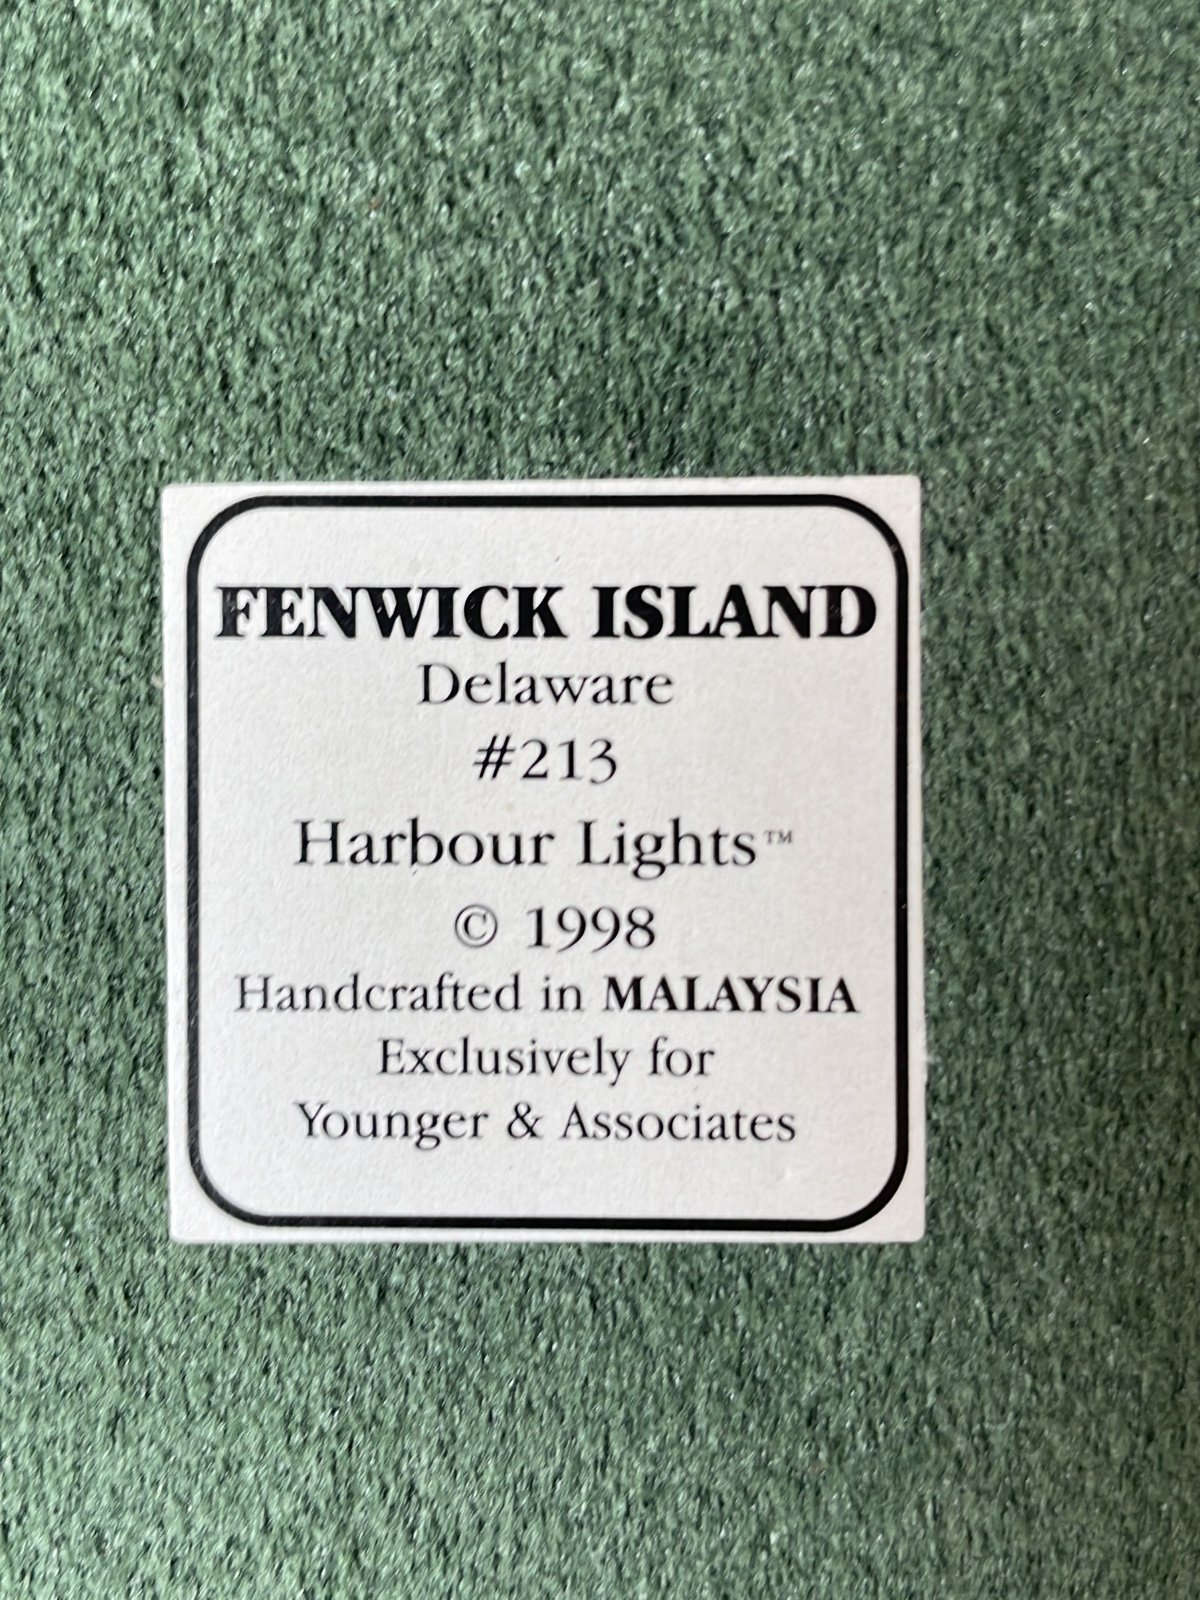 FENWICK ISLAND
Delaware
#213
Harbour Lights™
© 1998
Handcrafted in MALAYSIA
Exclusively for
Younger & Associates